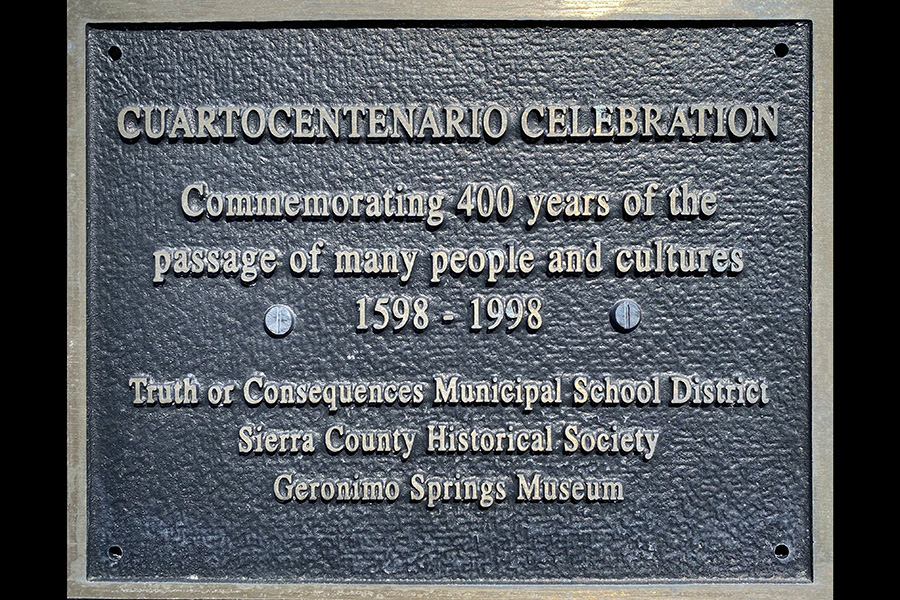 CUARTOCENTENARIO CELEBRATION
Commemorating 400 years of the
passage of many people and cultures
1598 - 1998
Truth or Consequences Municipal School District
Sierra County Historical Society
Geronimo Springs Museum